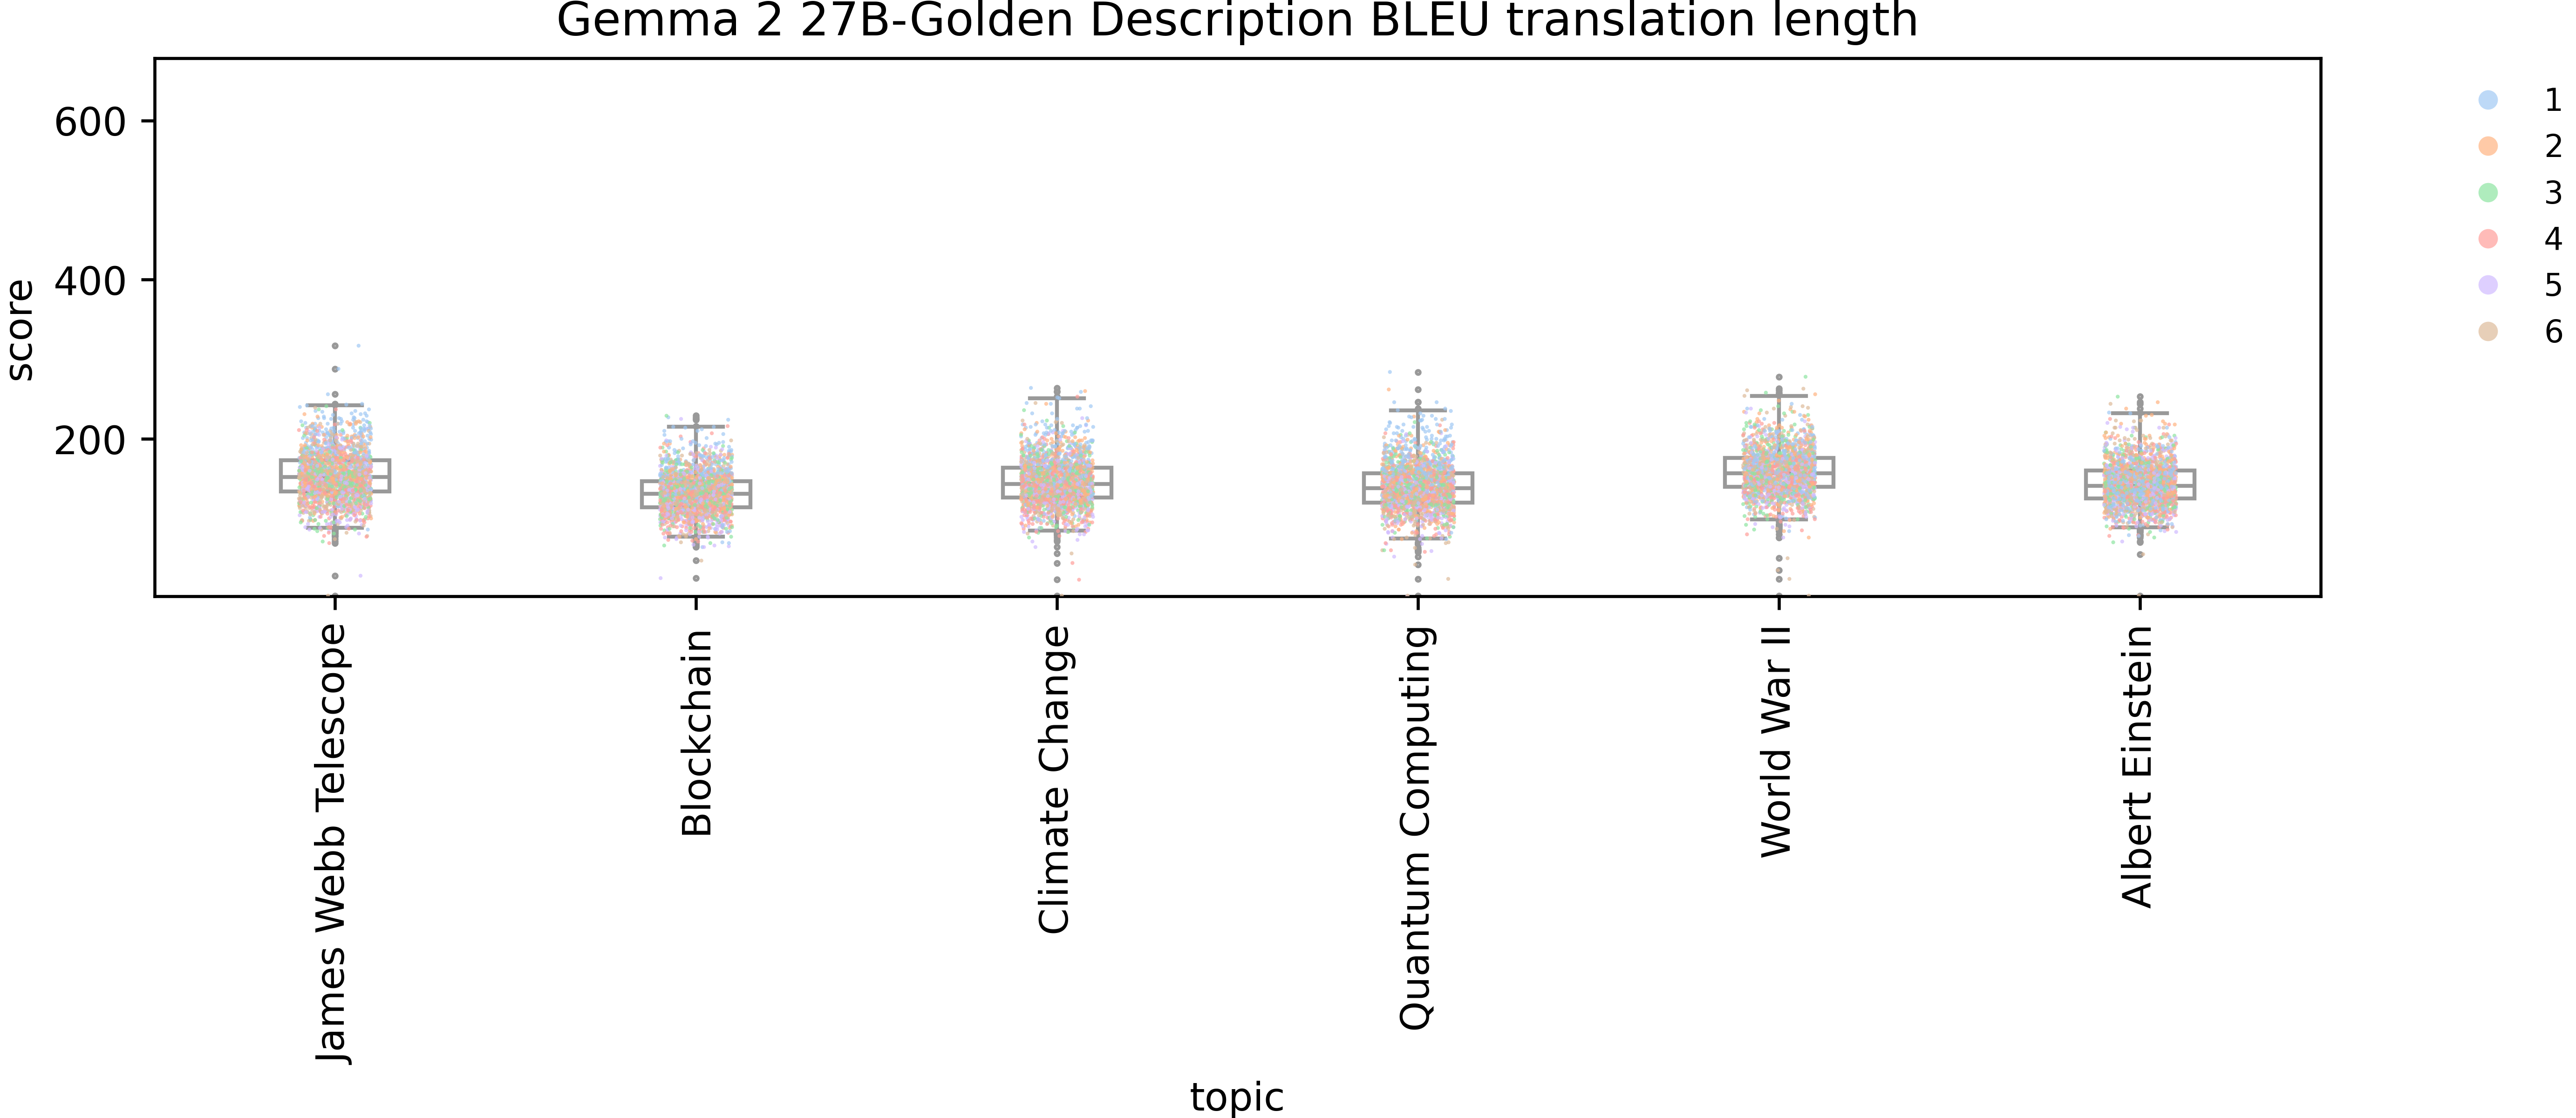 Gemma 2 27B-Golden Description BLEU translation length
score
600
400
200
1
2
3
4
5
6
James Webb Telescope
Blockchain
Climate Change
Quantum Computing
World War II
Albert Einstein
topic